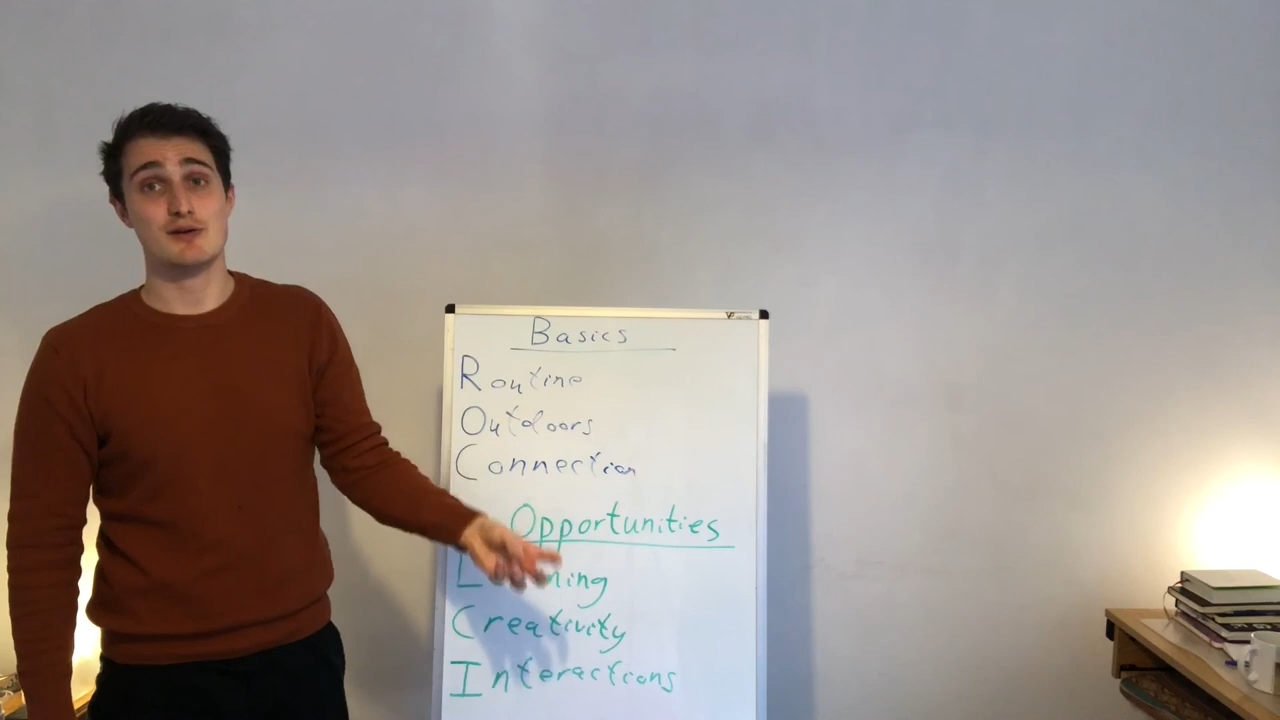 Basics
Routine
Outdoors
Connection
Opportunities
Creativity
Interactions